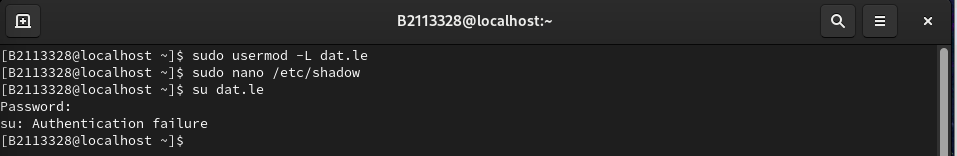 B2113328@localhost:~
[B2113328@localhost ~]$ sudo usermod -L dat.le
[B2113328@localhost ~]$ sudo nano /etc/shadow
[B2113328@localhost ~]$ su dat.le
Password:
su: Authentication failure
[B2113328@localhost ~]$